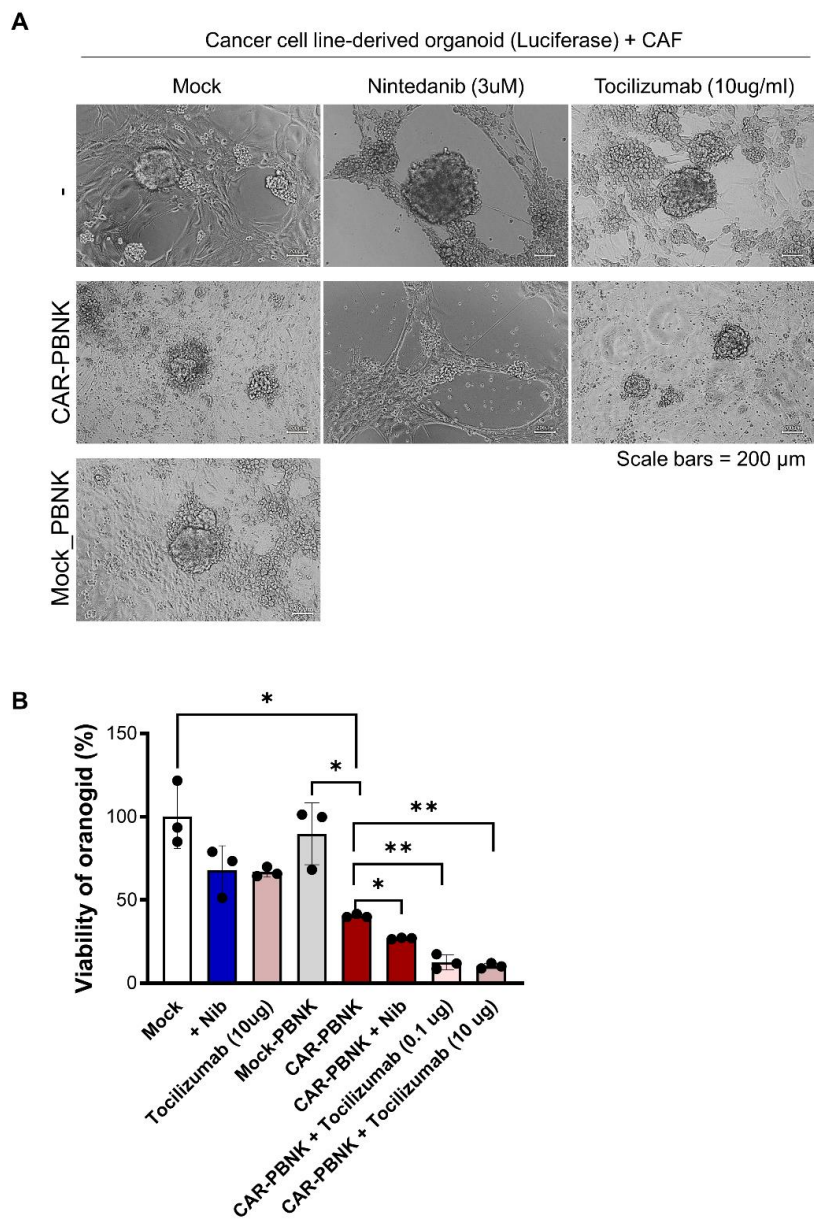 A
Cancer cell line-derived organoid (Luciferase) + CAF
Mock
Nintedanib (3uM)
Tocilizumab (10ug/ml)
-
CAR-PBNK
Mock_PBNK
Scale bars = 200 μm
B
Viability of oranogid (%)
150
100
50
0
*
*
**
**
*
Mock
+ Nib
Tocilizumab (10ug)
Mock-PBNK
CAR-PBNK
CAR-PBNK + Nib
CAR-PBNK + Tocilizumab (0.1 ug)
CAR-PBNK + Tocilizumab (10 ug)